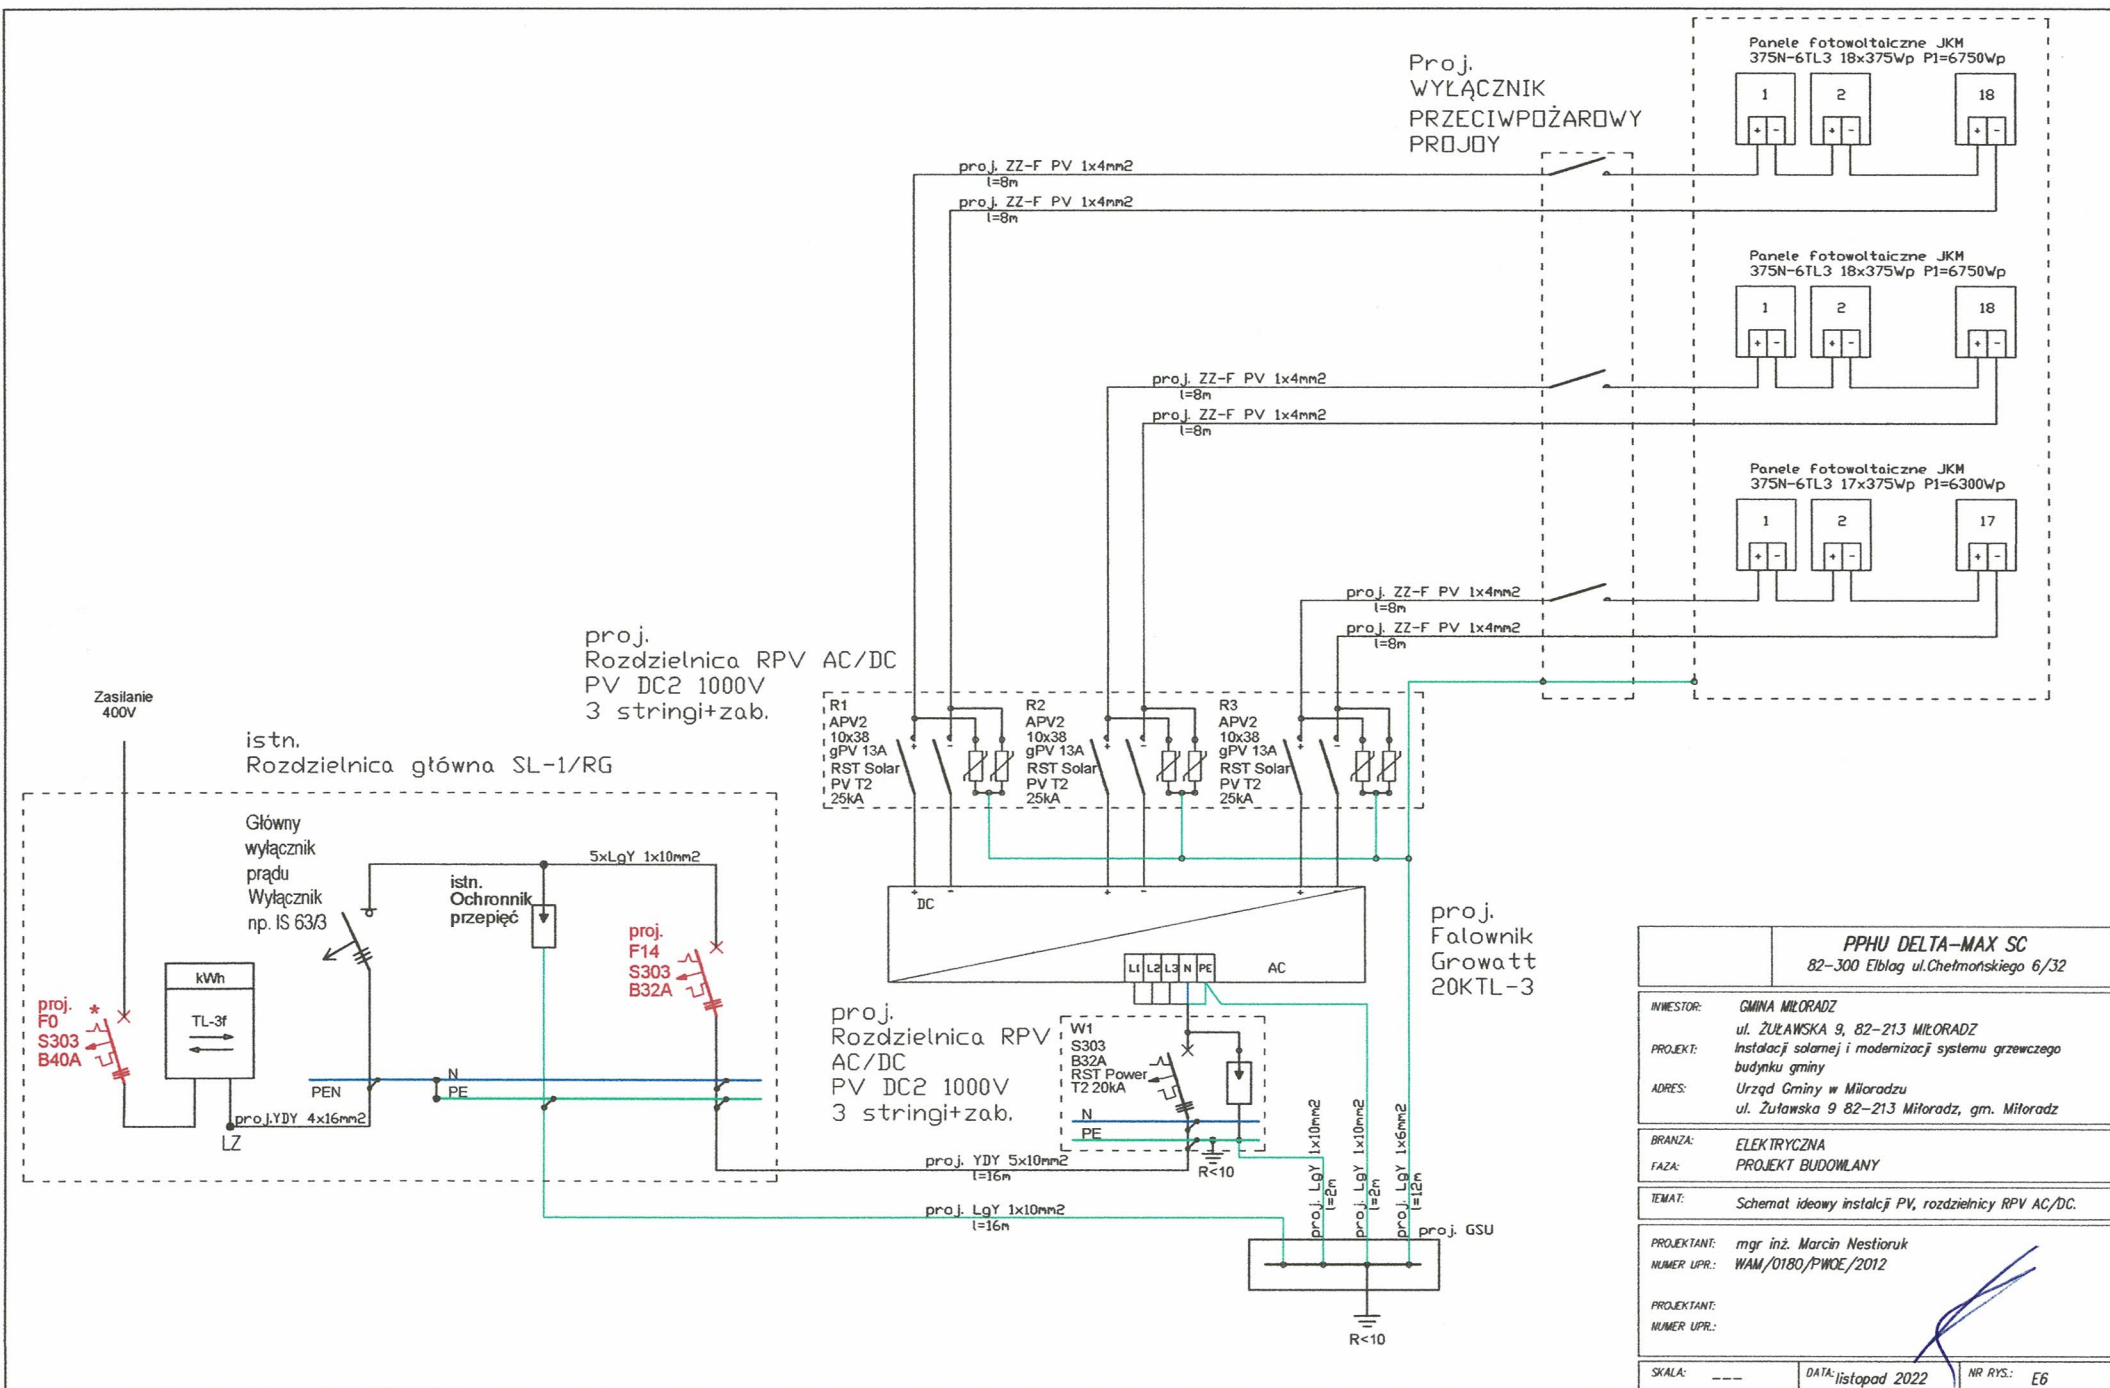 Panele fotowoltaiczne JKM
375N-6TL3 18x375Wp P1=6750Wp
1
2
18
+ -
+ -
+ -
Proj.
WYŁĄCZNIK
PRZECIWPOŻAROWY
PROJOY
proj. ZZ-F PV 1x4mm2
l=8m
proj. ZZ-F PV 1x4mm2
l=8m
Panele fotowoltaiczne JKM
375N-6TL3 18x375Wp P1=6750Wp
1
2
18
+ -
+ -
+ -
proj. ZZ-F PV 1x4mm2
l=8m
proj. ZZ-F PV 1x4mm2
l=8m
Panele fotowoltaiczne JKM
375N-6TL3 17x375Wp P1=6300Wp
1
2
17
+ -
+ -
+ -
proj. ZZ-F PV 1x4mm2
l=8m
proj. ZZ-F PV 1x4mm2
l=8m
proj.
Rozdzielnica RPV AC/DC
PV DC2 1000V
3 stringi+zab.
R1
APV2
10x38
gPV 13A
RST Solar
PV T2
25kA
+ -
R2
APV2
10x38
gPV 13A
RST Solar
PV T2
25kA
+ -
R3
APV2
10x38
gPV 13A
RST Solar
PV T2
25kA
+ -
Zasilanie
400V
istn.
Rozdzielnica główna SL-1/RG
Główny
wyłącznik
prądu
Wyłącznik
np. IS 63/3
5xLgY 1x10mm2
istn.
Ochronnik
przepięć
proj.
F14
S303
B32A
proj. *
F0
S303
B40A
kWh
TL-3f
PEN
N
PE
proj.YDY 4x16mm2
LZ
+ -
+ -
+ -
DC
L1 L2 L3 N PE
AC
proj.
Falownik
Growatt
20KTL-3
proj.
Rozdzielnica RPV
AC/DC
PV DC2 1000V
3 stringi+zab.
W1
S303
B32A
RST Power
T2 20kA
N
PE
R<10
proj. YDY 5x10mm2
l=16m
proj. LgY 1x10mm2
l=16m
proj. LgY 1x10mm2
l=2m
proj. LgY 1x10mm2
l=2m
proj. LgY 1x6mm2
l=12m
proj. GSU
R<10
PPHU DELTA-MAX SC
82-300 Elbląg ul.Chełmońskiego 6/32
INWESTOR: GMINA MIŁORADZ
ul. ŻUŁAWSKA 9, 82-213 MIŁORADZ
PROJEKT: Instalacji solarnej i modernizacji systemu grzewczego
budynku gminy
ADRES: Urząd Gminy w Miłoradzu
ul. Żuławska 9 82-213 Miłoradz, gm. Miłoradz
BRANŻA: ELEKTRYCZNA
FAZA: PROJEKT BUDOWLANY
TEMAT: Schemat ideowy instalcji PV, rozdzielnicy RPV AC/DC.
PROJEKTANT: mgr inż. Marcin Nestioruk
NUMER UPR.: WAM/0180/PWOE/2012
PROJEKTANT:
NUMER UPR.:
SKALA: ---
DATA: listopad 2022
NR RYS.: E6